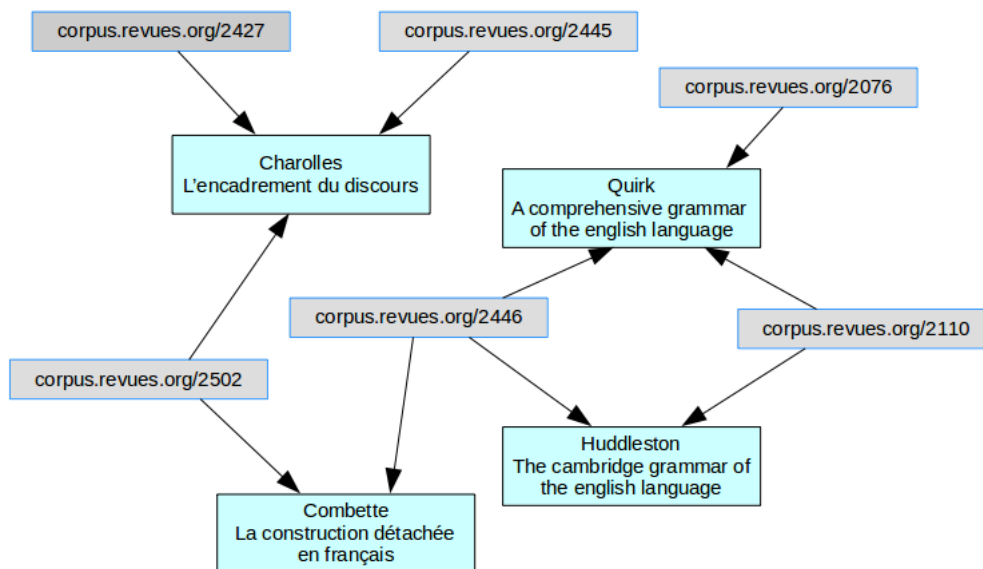 corpus.revues.org/2427
corpus.revues.org/2445
corpus.revues.org/2076
Charolles
L'encadrement du discours
Quirk
A comprehensive grammar
of the english language
corpus.revues.org/2446
corpus.revues.org/2110
corpus.revues.org/2502
Huddleston
The cambridge grammar of
the english language
Combette
La construction détachée
en français